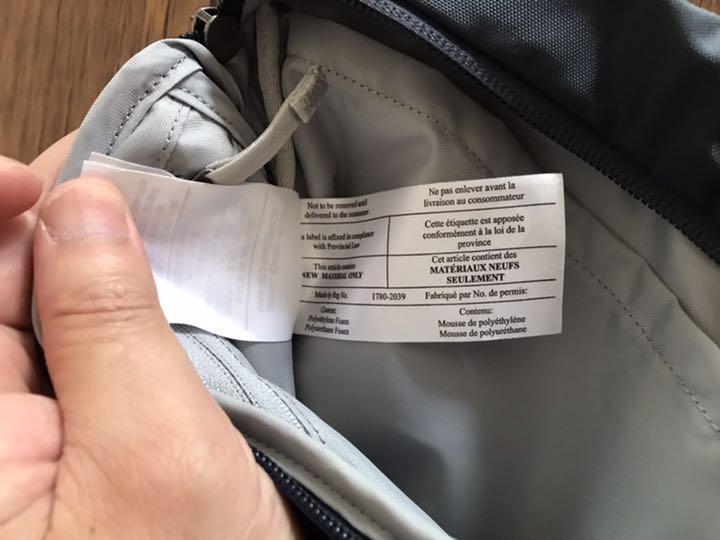 Not to be removed until
delivered to the consumer
label is affixed in compliance
with Provincial Law
This article contains
NEW MATERIAL ONLY
Made by Reg No. 1780-2039
Content:
Polyethylene Foam
Polyurethane Foam
Ne pas enlever avant la
livraison au consommateur
Cette étiquette est apposée
conformément à la loi de la
province
Cet article contient des
MATÉRIAUX NEUFS
SEULEMENT
Fabriqué par No. de permis:
Contenu:
Mousse de polyéthylène
Mousse de polyuréthane